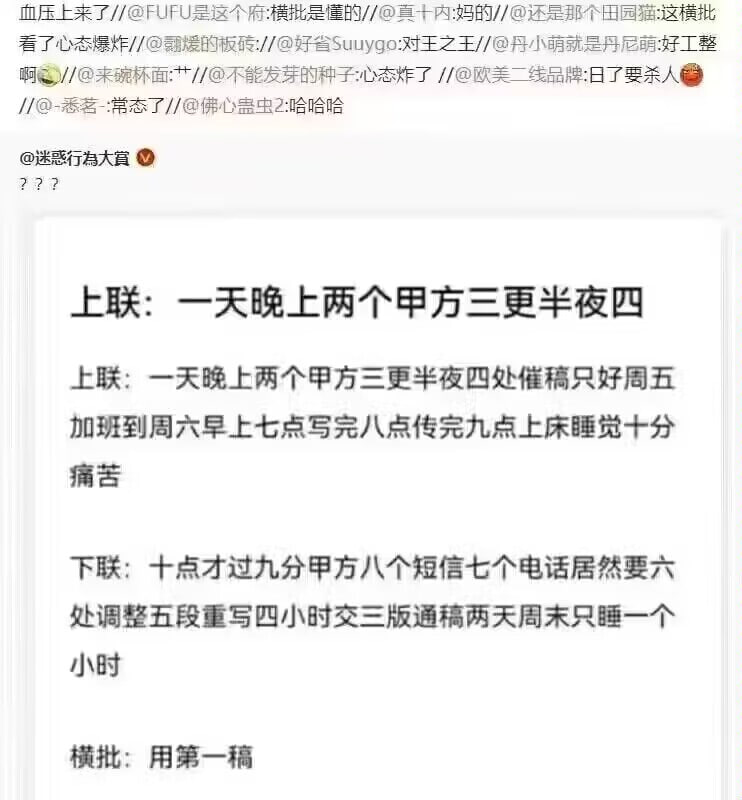 血压上来了//@FUFU是这个府:横批是懂的//@真十内:妈的//@还是那个田园猫:这横批
看了心态爆炸//@翾煖的板砖://@好省Suuygo:对王之王//@丹小萌就是丹尼萌:好工整
啊//@来碗杯面:艹//@不能发芽的种子:心态炸了 //@欧美二线品牌:日了要杀人
//@-悉茗-:常态了//@佛心蛊虫2:哈哈哈
@迷惑行為大賞
? ? ?
上联：一天晚上两个甲方三更半夜四
上联：一天晚上两个甲方三更半夜四处催稿只好周五
加班到周六早上七点写完八点传完九点上床睡觉十分
痛苦
下联：十点才过九分甲方八个短信七个电话居然要六
处调整五段重写四小时交三版通稿两天周末只睡一个
小时
横批：用第一稿